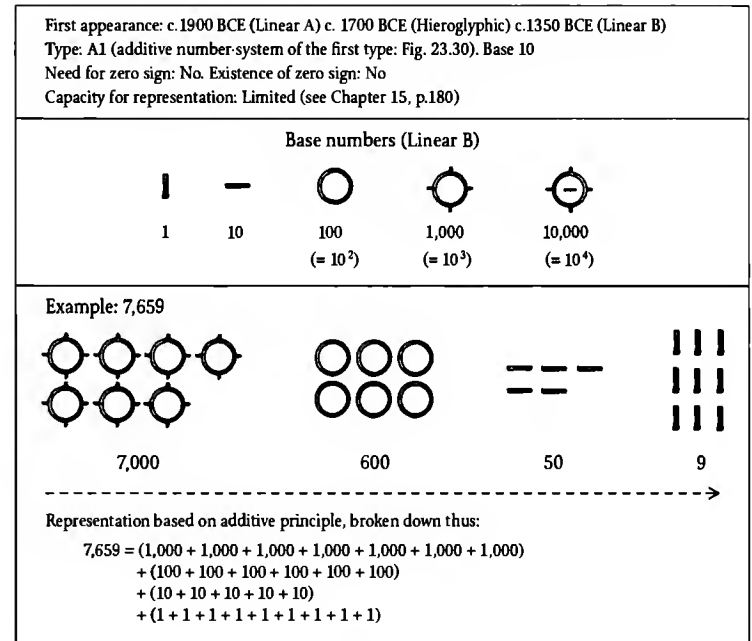 First appearance: c.1900 BCE (Linear A) c. 1700 BCE (Hieroglyphic) c.1350 BCE (Linear B)
Type: A1 (additive number-system of the first type: Fig. 23.30). Base 10
Need for zero sign: No. Existence of zero sign: No
Capacity for representation: Limited (see Chapter 15, p.180)
Base numbers (Linear B)
1 10 100 1,000 10,000
(= 10²) (= 10³) (= 10⁴)
Example: 7,659
7,000 600 50 9
Representation based on additive principle, broken down thus:
7,659 = (1,000 + 1,000 + 1,000 + 1,000 + 1,000 + 1,000 + 1,000)
+ (100 + 100 + 100 + 100 + 100 + 100)
+ (10 + 10 + 10 + 10 + 10)
+ (1 + 1 + 1 + 1 + 1 + 1 + 1 + 1 + 1)